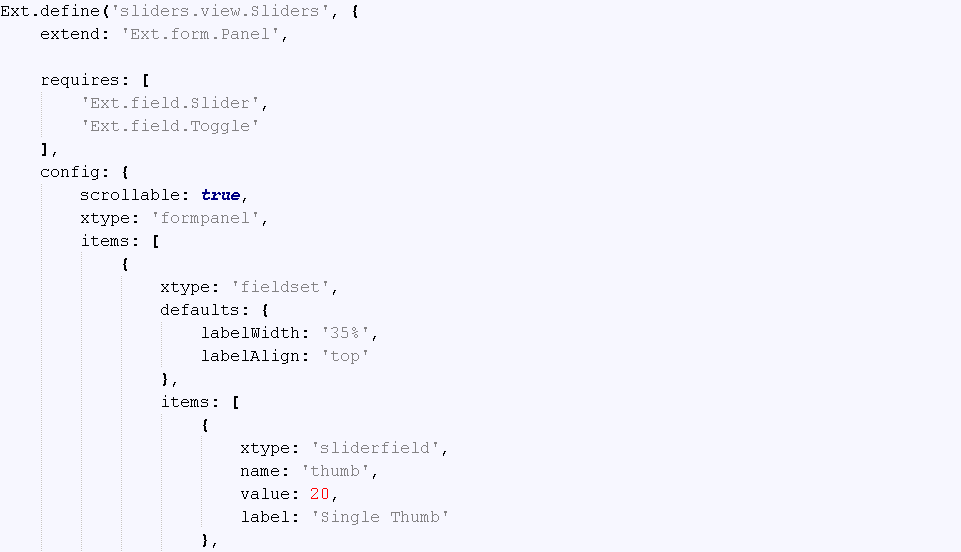 Ext.define('sliders.view.Sliders', {
    extend: 'Ext.form.Panel',

    requires: [
        'Ext.field.Slider',
        'Ext.field.Toggle'
    ],
    config: {
        scrollable: true,
        xtype: 'formpanel',
        items: [
            {
                xtype: 'fieldset',
                defaults: {
                    labelWidth: '35%',
                    labelAlign: 'top'
                },
                items: [
                    {
                        xtype: 'sliderfield',
                        name: 'thumb',
                        value: 20,
                        label: 'Single Thumb'
                    },